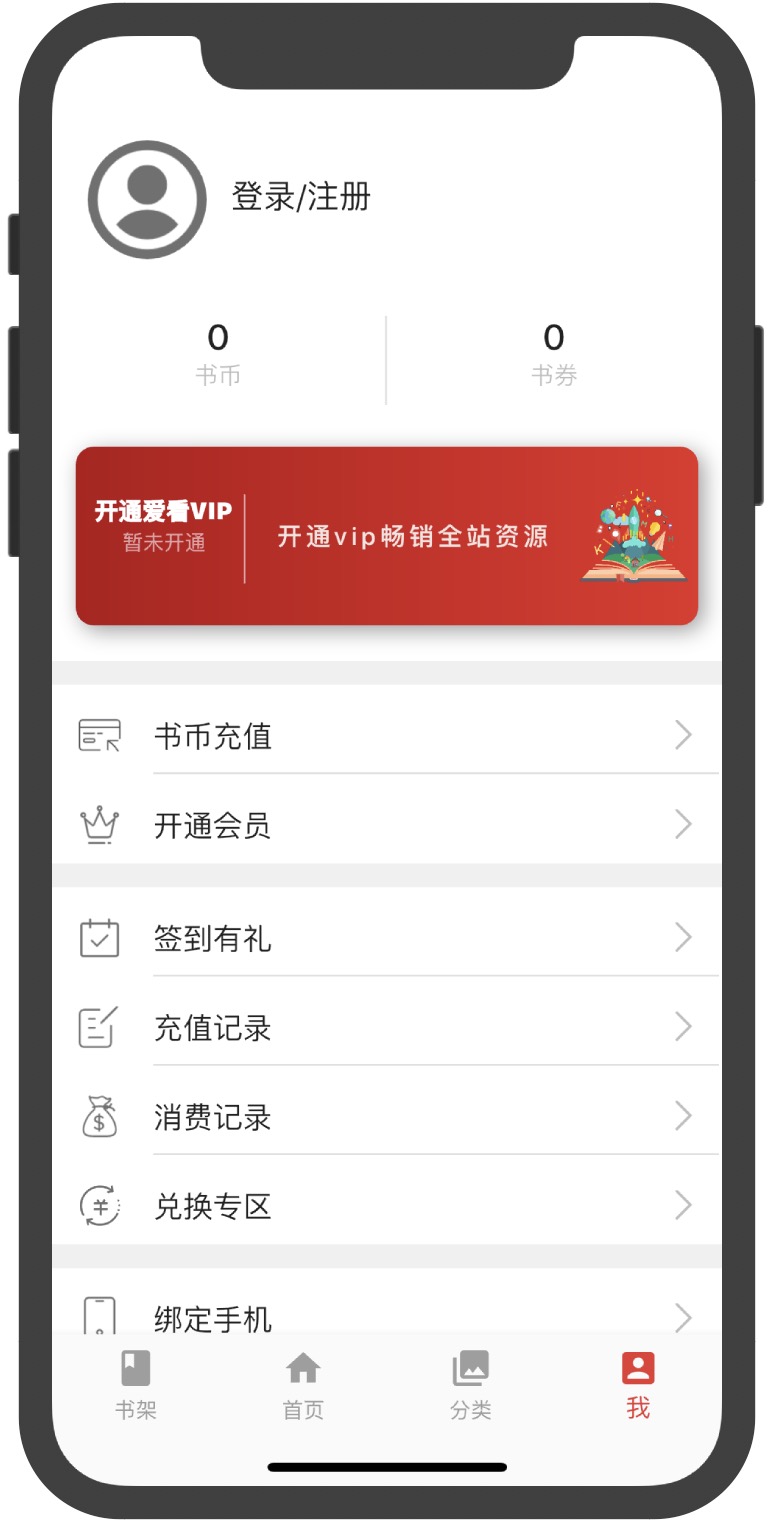 登录/注册
0
书币
0
书券
开通爱看VIP
暂未开通
开通vip畅销全站资源
书币充值
开通会员
签到有礼
充值记录
消费记录
兑换专区
绑定手机
书架
首页
分类
我